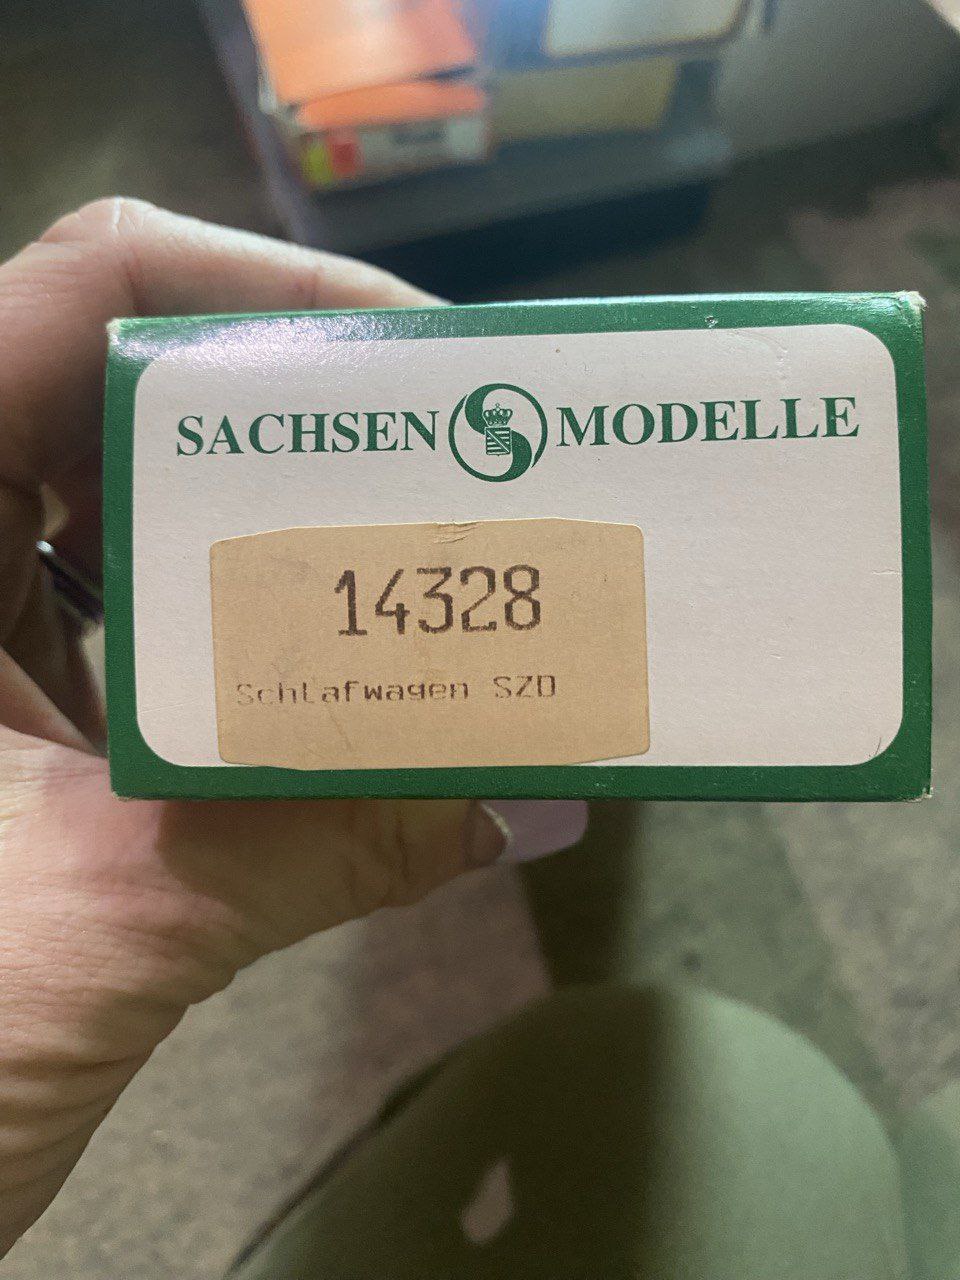 SACHSEN MODELLE
14328
Schlafwagen SZD